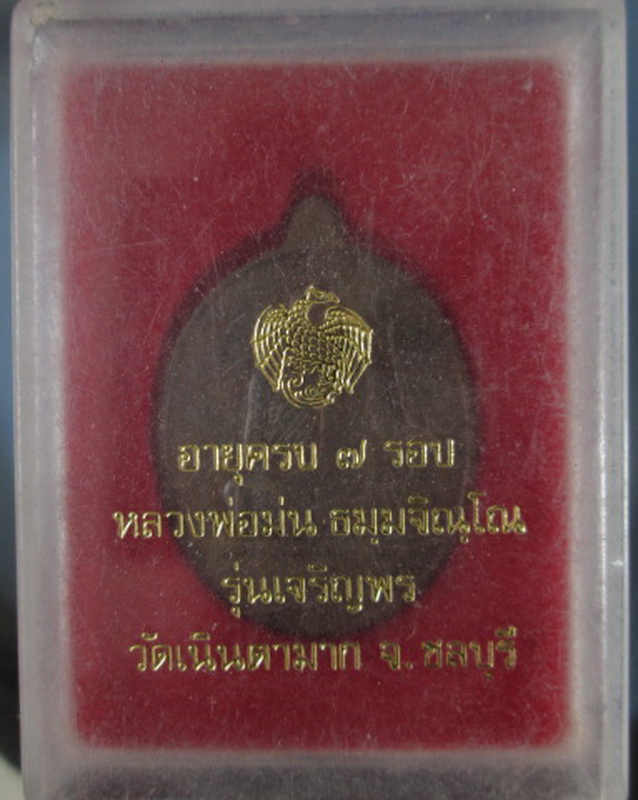 อายุครบ ๗ รอบ
หลวงพ่อม่น ธมฺมจิณฺโณ
รุ่นเจริญพร
วัดเนินตามาก จ. ชลบุรี